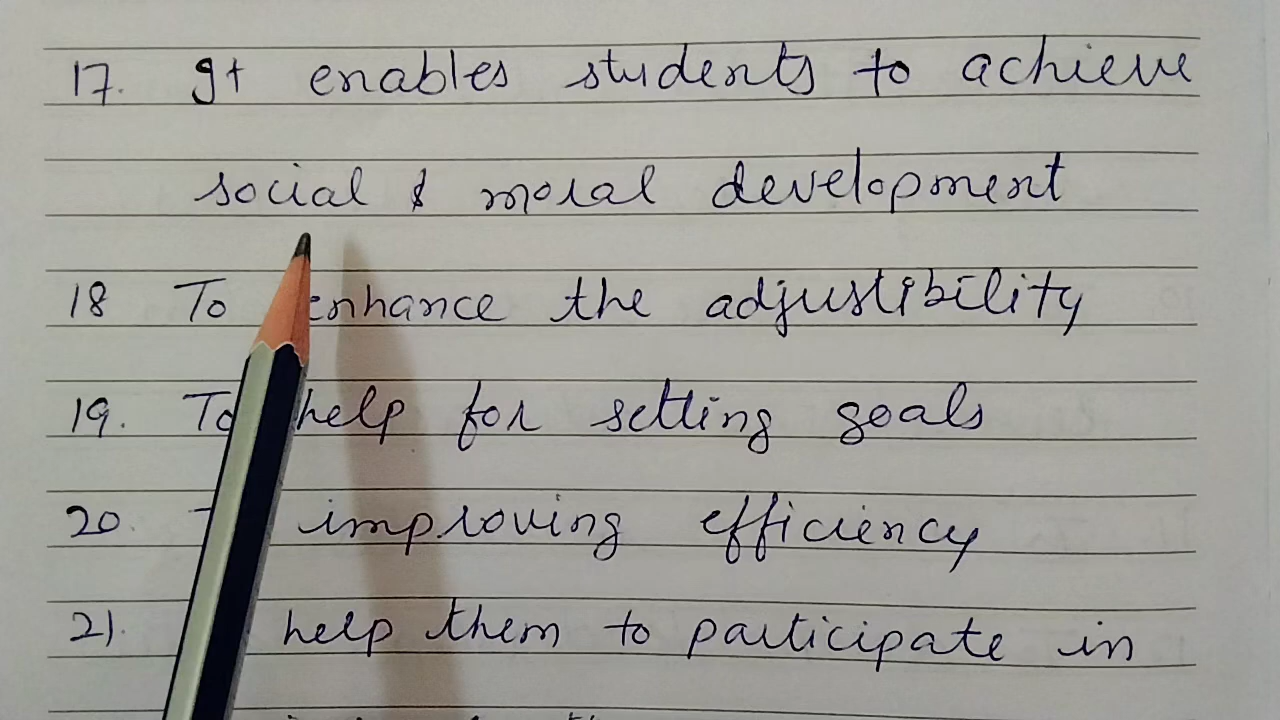 17. It enables students to achieve
social & moral development
18 To enhance the adjustibility
19. To help for setting goals
20. improving efficiency
21. help them to participate in